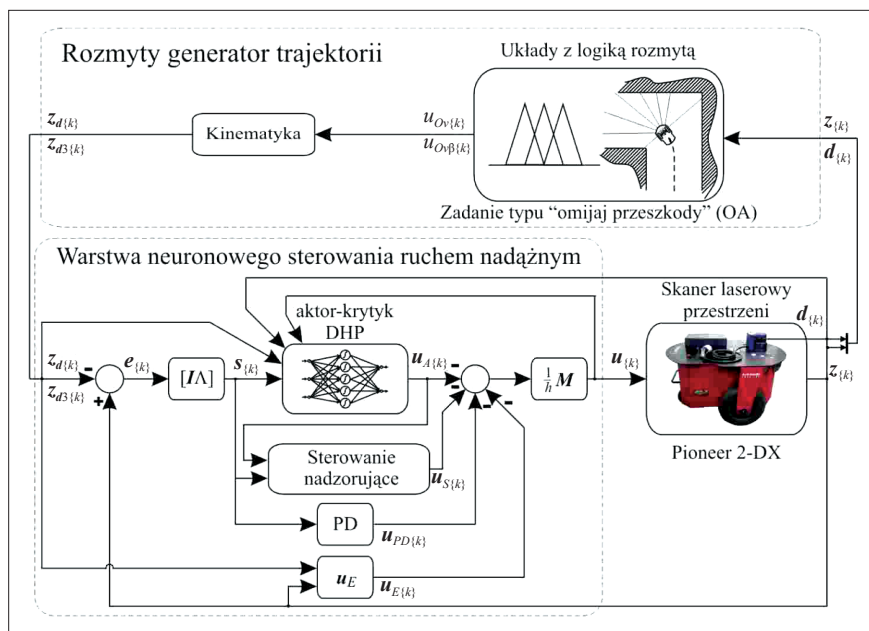 Rozmyty generator trajektorii
Układy z logiką rozmytą
z_d{k}
z_d3{k}
Kinematyka
u_Ov{k}
u_Ovβ{k}
z_{k}
d_{k}
Zadanie typu “omijaj przeszkody” (OA)
Warstwa neuronowego sterowania ruchem nadążnym
aktor-krytyk
DHP
Skaner laserowy
przestrzeni
d_{k}
z_d{k}
z_d3{k}
-
+
e_{k}
[IΛ]
s_{k}
u_A{k}
-
-
-
-
1/h M
u_{k}
z_{k}
Pioneer 2-DX
Sterowanie
nadzorujące
u_S{k}
PD
u_PD{k}
u_E
u_E{k}